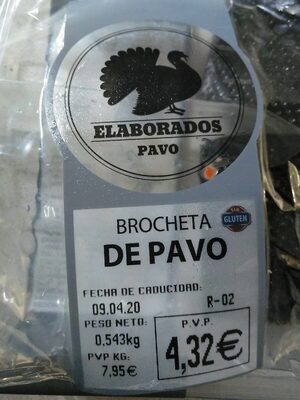 ELABORADOS
PAVO
BROCHETA
SIN
GLUTEN
DE PAVO
FECHA DE CADUCIDAD:
09.04.20 R-02
PESO NETO: P.V.P.
0,543kg
PVP KG: 4,32€
7,95€